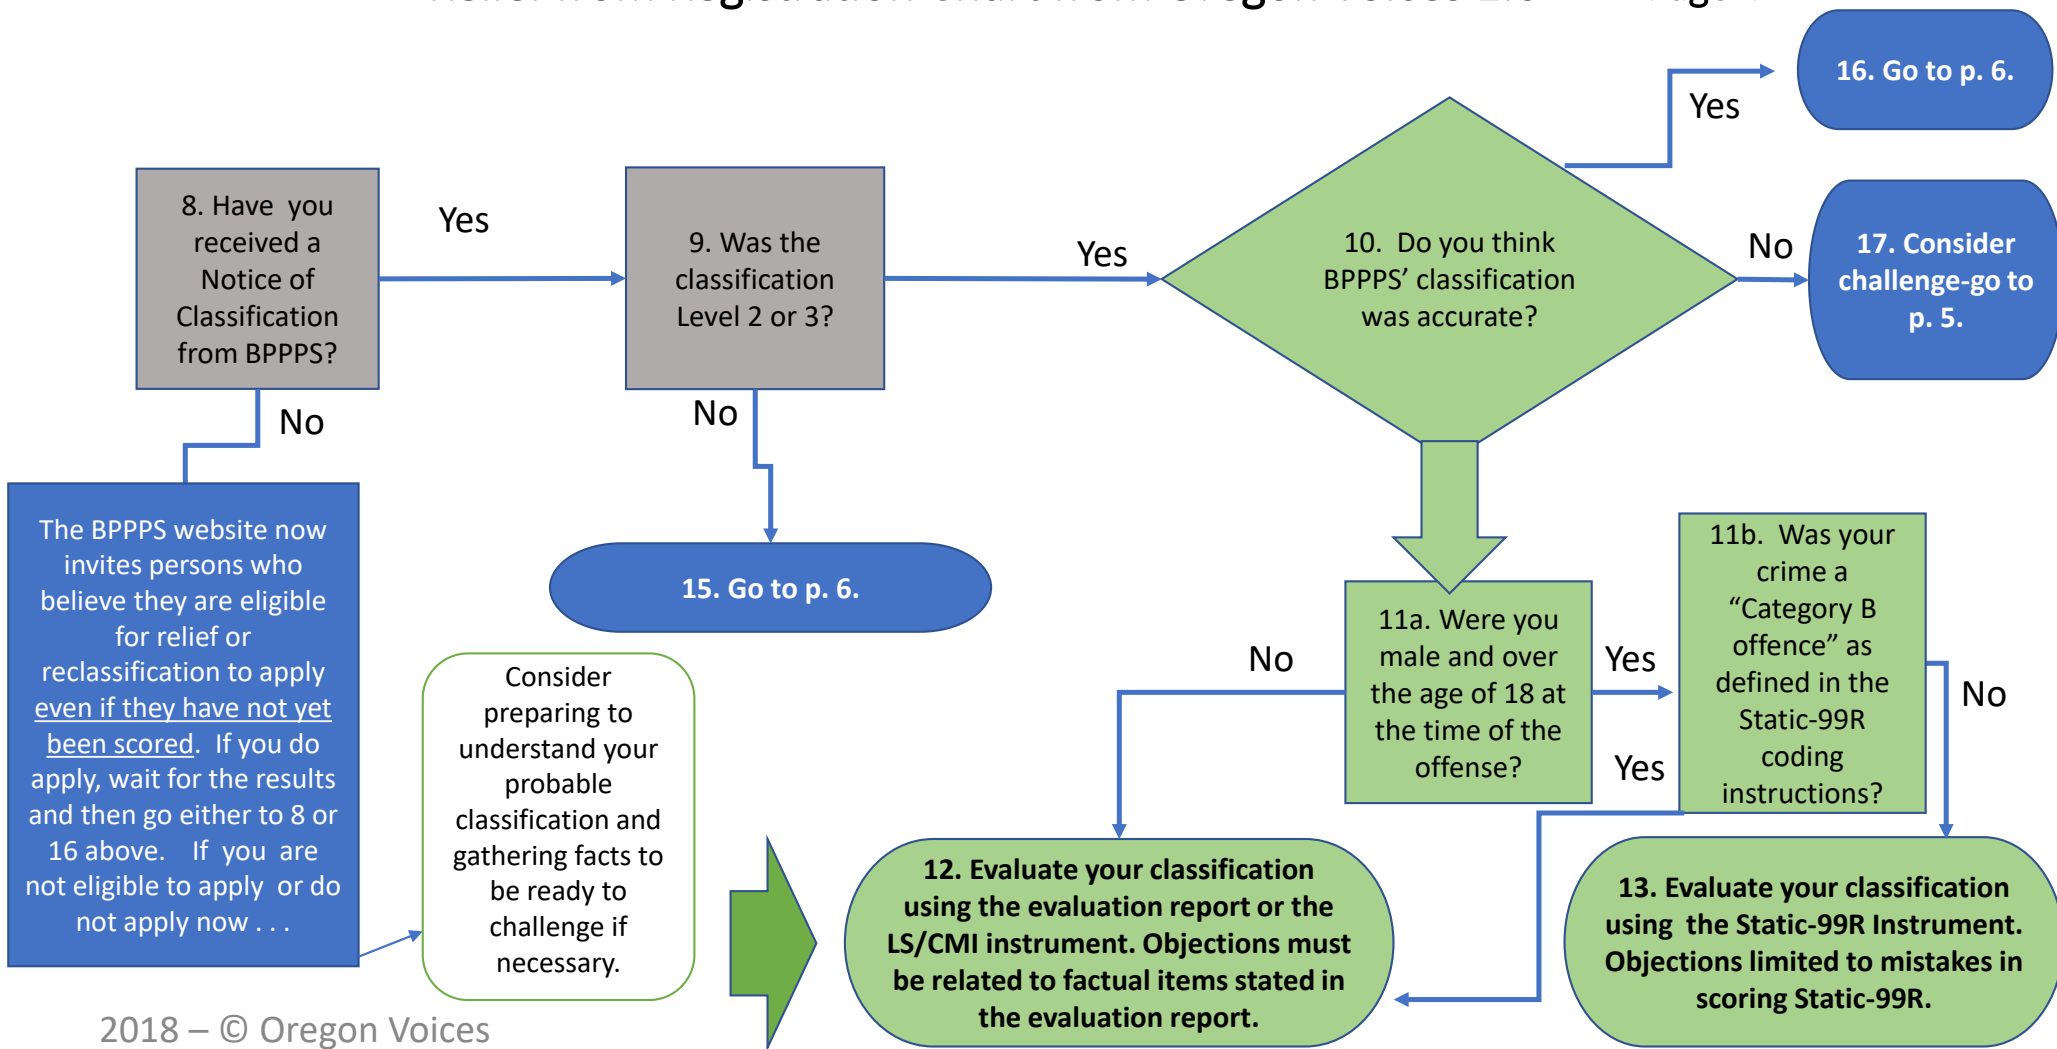 16. Go to p. 6.
Yes
8. Have you
received a
Notice of
Classification
from BPPPS?
Yes
9. Was the
classification
Level 2 or 3?
Yes
10. Do you think
BPPPS’ classification
was accurate?
No
17. Consider
challenge-go to
p. 5.
No
No
The BPPPS website now
invites persons who
believe they are eligible
for relief or
reclassification to apply
even if they have not yet
been scored. If you do
apply, wait for the results
and then go either to 8 or
16 above. If you are
not eligible to apply or do
not apply now . . .
15. Go to p. 6.
Consider
preparing to
understand your
probable
classification and
gathering facts to
be ready to
challenge if
necessary.
No
11a. Were you
male and over
the age of 18 at
the time of the
offense?
Yes
11b. Was your
crime a
“Category B
offence” as
defined in the
Static-99R
coding
instructions?
Yes
No
12. Evaluate your classification
using the evaluation report or the
LS/CMI instrument. Objections must
be related to factual items stated in
the evaluation report.
13. Evaluate your classification
using the Static-99R Instrument.
Objections limited to mistakes in
scoring Static-99R.
2018 – © Oregon Voices